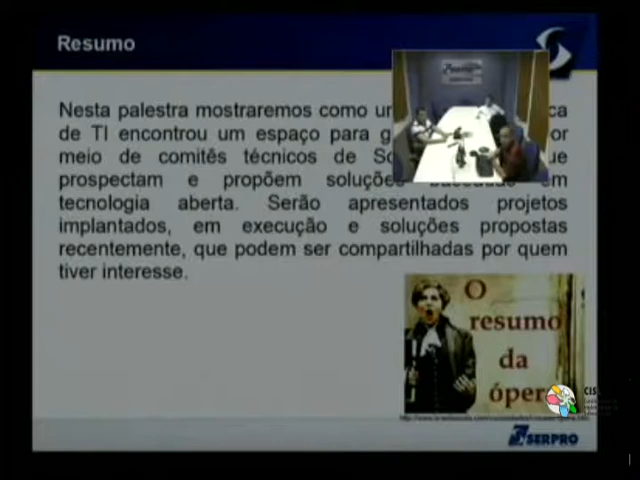 Resumo
Nesta palestra mostraremos como
de TI encontrou um espaço para
meio de comitês técnicos de
prospectam e propõem soluções em
tecnologia aberta. Serão apresentados projetos
implantados, em execução e soluções propostas
recentemente, que podem ser compartilhadas por quem
tiver interesse.
O
resumo
da
ópera
SERPRO